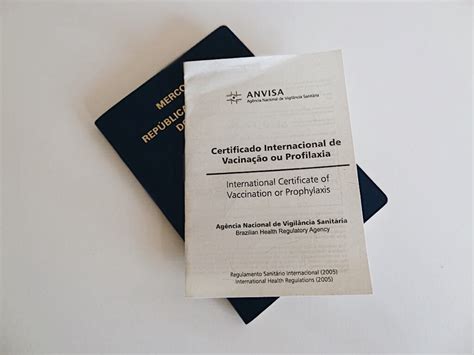 MERCO
REPÚBLICA
D
ANVISA
Agência Nacional de Vigilância Sanitária
Certificado Internacional de
Vacinação ou Profilaxia
International Certificate of
Vaccination or Prophylaxis
Agência Nacional de Vigilância Sanitária
Brazilian Health Regulatory Agency
Regulamento Sanitário Internacional (2005)
International Health Regulations (2005)